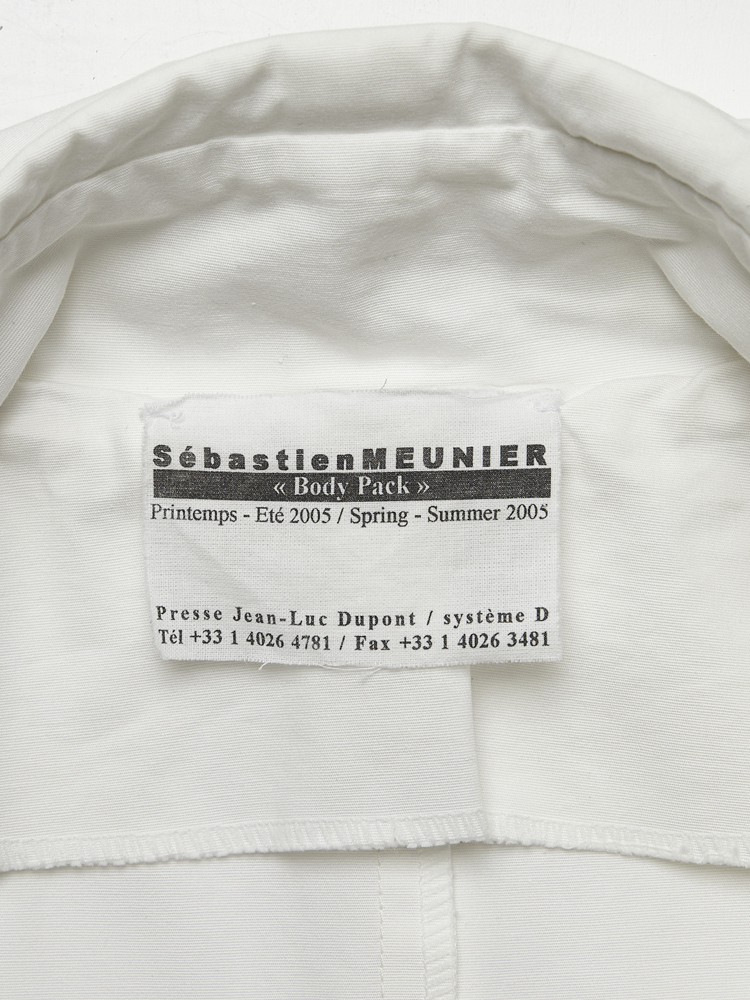 SébastienMEUNIER
« Body Pack »
Printemps - Eté 2005 / Spring - Summer 2005
Presse Jean-Luc Dupont / système D
Tél +33 1 4026 4781 / Fax +33 1 4026 3481